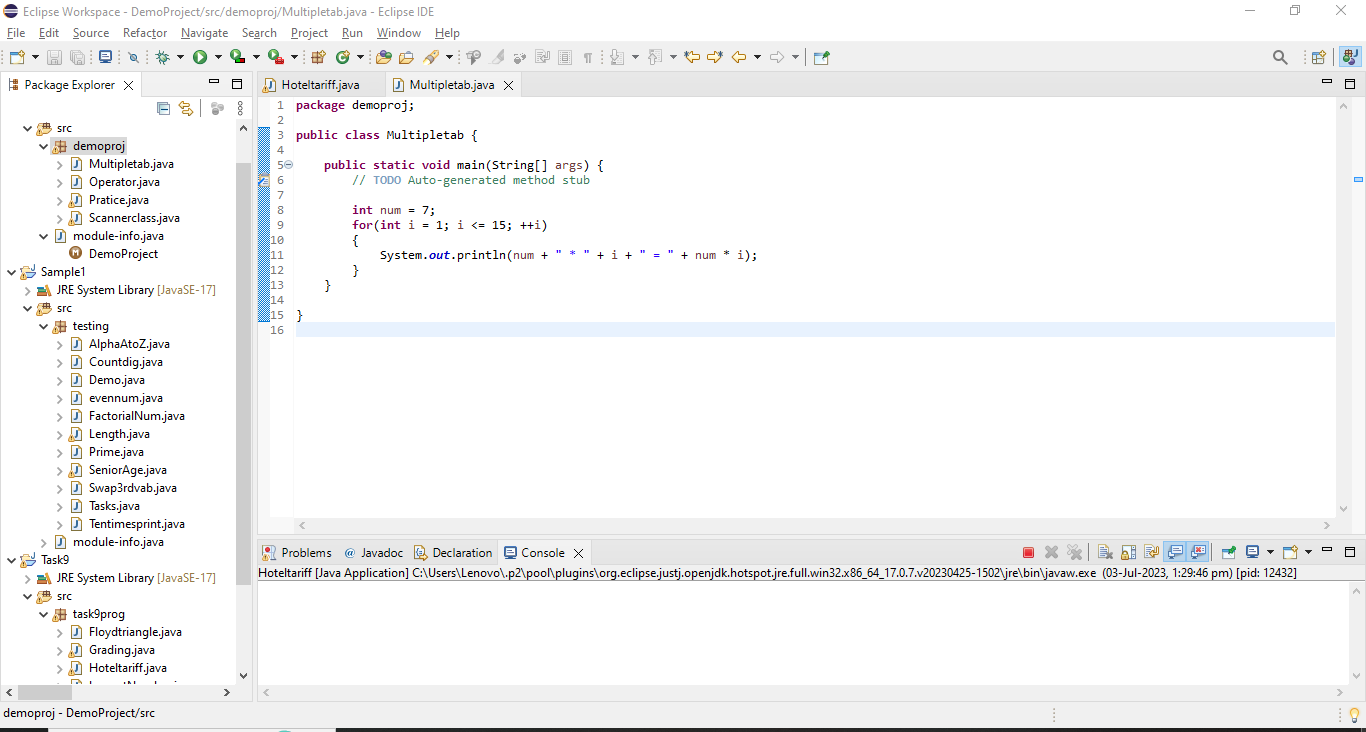 Eclipse Workspace - DemoProject/src/demoproj/Multipletab.java - Eclipse IDE
File Edit Source Refactor Navigate Search Project Run Window Help
Package Explorer
src
demoproj
Multipletab.java
Operator.java
Pratice.java
Scannerclass.java
module-info.java
DemoProject
Sample1
JRE System Library [JavaSE-17]
src
testing
AlphaAtoZ.java
Countdig.java
Demo.java
evennum.java
FactorialNum.java
Length.java
Prime.java
SeniorAge.java
Swap3rdvab.java
Tasks.java
Tentimesprint.java
module-info.java
Task9
JRE System Library [JavaSE-17]
src
task9prog
Floydtriangle.java
Grading.java
Hoteltariff.java
Hoteltariff.java Multipletab.java
1 package demoproj;
2
3 public class Multipletab {
4
5 public static void main(String[] args) {
6 // TODO Auto-generated method stub
7
8 int num = 7;
9 for(int i = 1; i <= 15; ++i)
10 {
11 System.out.println(num + " * " + i + " = " + num * i);
12 }
13 }
14
15 }
16
Problems @ Javadoc Declaration Console
Hoteltariff [Java Application] C:\Users\Lenovo\.p2\pool\plugins\org.eclipse.justj.openjdk.hotspot.jre.full.win32.x86_64_17.0.7.v20230425-1502\jre\bin\javaw.exe (03-Jul-2023, 1:29:46 pm) [pid: 12432]
demoproj - DemoProject/src